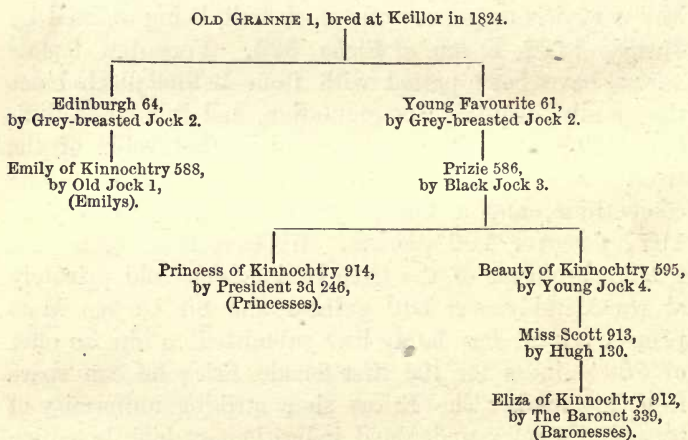 OLD GRANNIE 1, bred at Keillor in 1824.
Edinburgh 64,
by Grey-breasted Jock 2.
Young Favourite 61,
by Grey-breasted Jock 2.
Emily of Kinnochtry 588,
by Old Jock 1,
(Emilys).
Prizie 586,
by Black Jock 3.
Princess of Kinnochtry 914,
by President 3d 246,
(Princesses).
Beauty of Kinnochtry 595,
by Young Jock 4.
Miss Scott 913,
by Hugh 130.
Eliza of Kinnochtry 912,
by The Baronet 339,
(Baronesses).